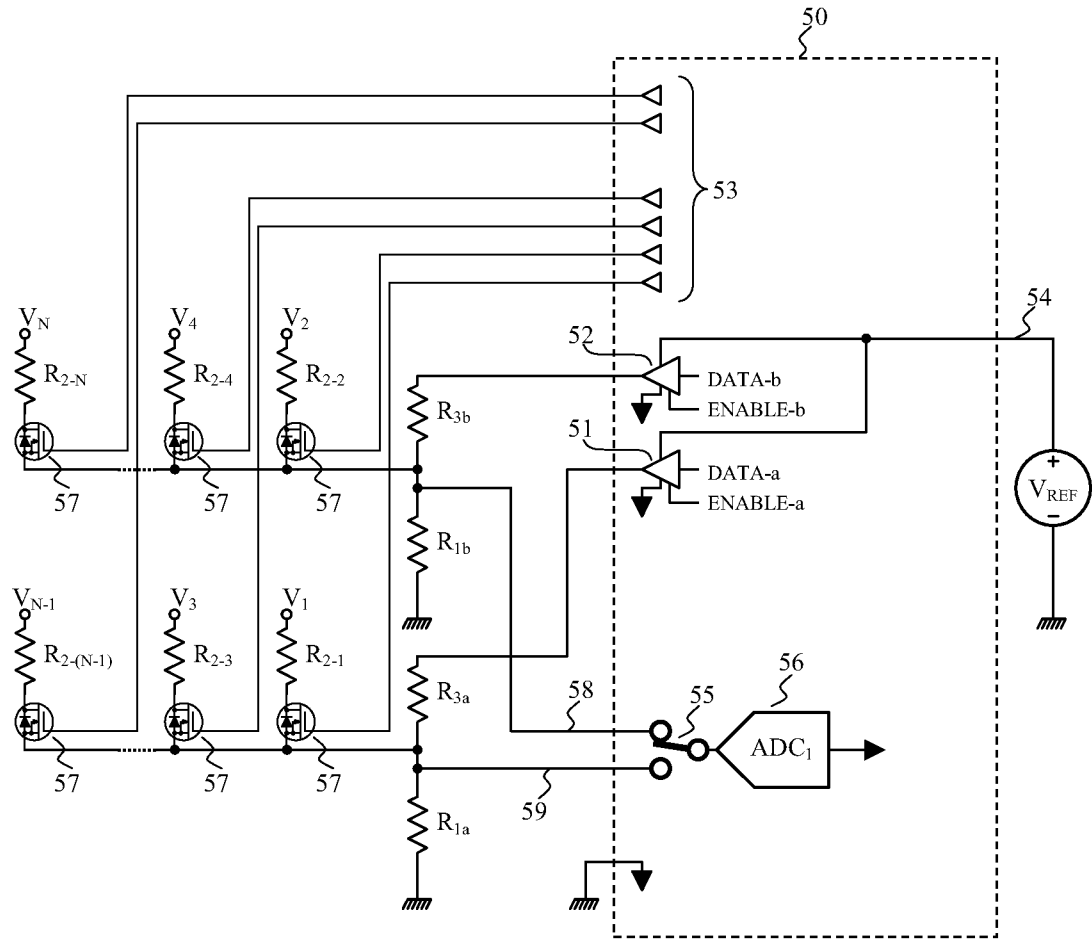 50
53
54
V_N
V_4
V_2
52
R_2-N
R_2-4
R_2-2
R_3b
DATA-b
ENABLE-b
51
57
57
57
DATA-a
ENABLE-a
V_REF
+
−
R_1b
V_N-1
V_3
V_1
R_2-(N-1)
R_2-3
R_2-1
R_3a
58
55
56
ADC_1
57
57
57
59
R_1a